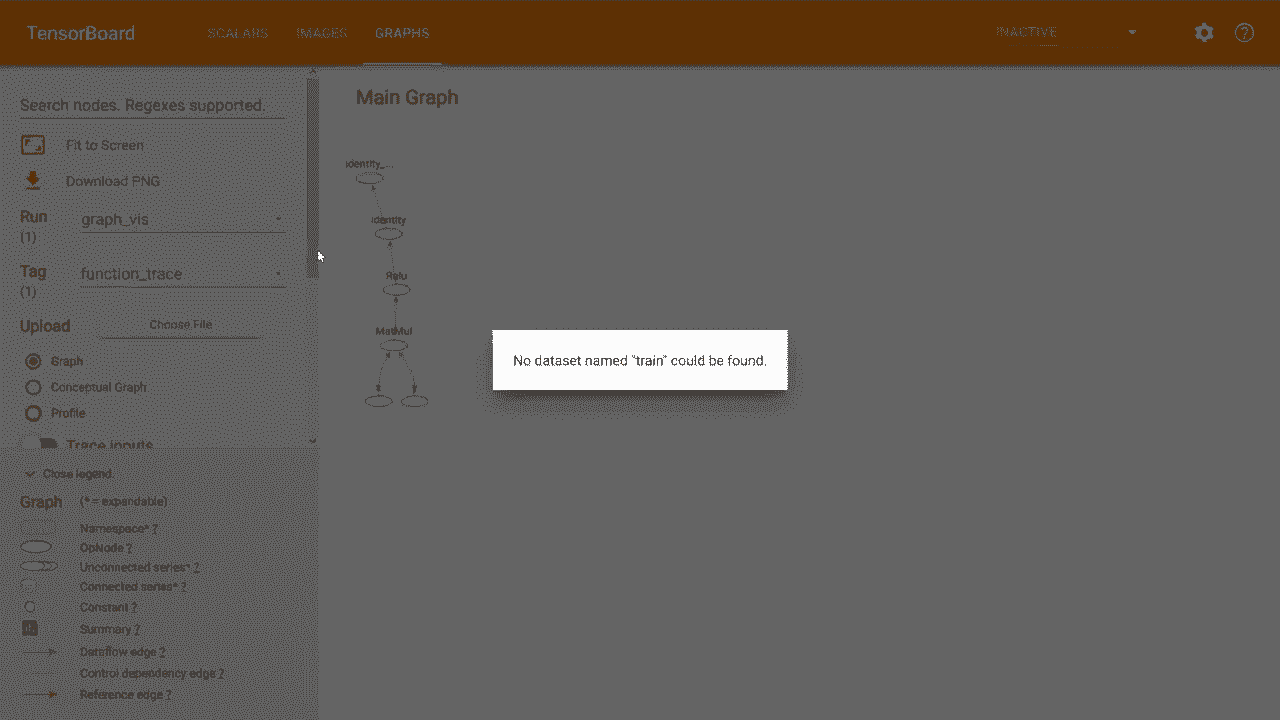 TensorBoard
SCALARS IMAGES GRAPHS
INACTIVE
Search nodes. Regexes supported.
Fit to Screen
Download PNG
Run
(1)
graph_vis
Tag
(1)
function_trace
Upload
Choose File
Graph
Conceptual Graph
Profile
Trace inputs
Close legend.
Graph (* = expandable)
Namespace* ?
OpNode ?
Unconnected series* ?
Connected series* ?
Constant ?
Summary ?
Dataflow edge ?
Control dependency edge ?
Reference edge ?
Main Graph
Identity_...
Identity
Relu
MatMul
No dataset named "train" could be found.